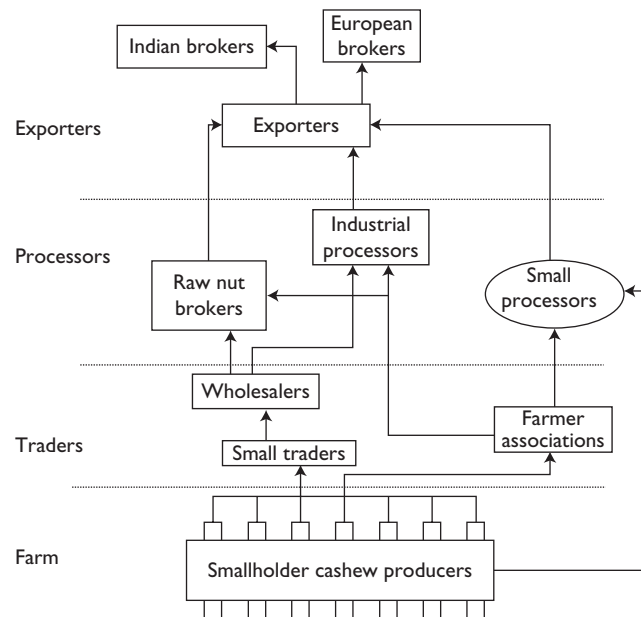 Indian brokers
European
brokers
Exporters
Exporters
Industrial
processors
Processors
Raw nut
brokers
Small
processors
Wholesalers
Farmer
associations
Traders
Small traders
Farm
Smallholder cashew producers